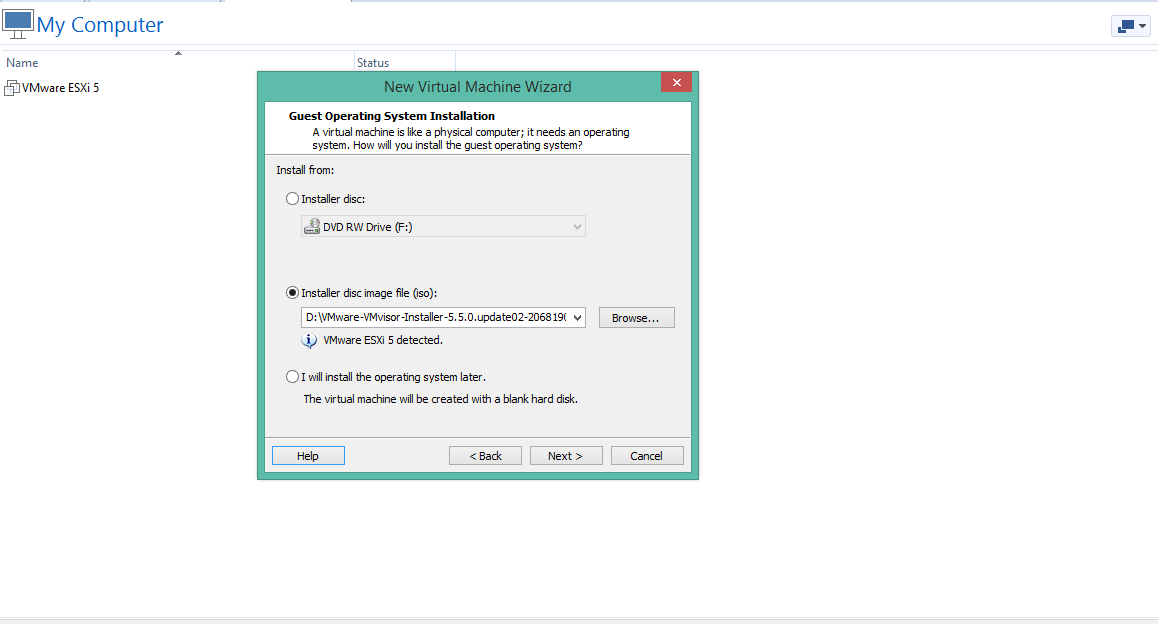 My Computer
Name
Status
VMware ESXi 5
New Virtual Machine Wizard
Guest Operating System Installation
A virtual machine is like a physical computer; it needs an operating
system. How will you install the guest operating system?
Install from:
Installer disc:
DVD RW Drive (F:)
Installer disc image file (iso):
D:\VMware-VMvisor-Installer-5.5.0.update02-2068190
Browse...
VMware ESXi 5 detected.
I will install the operating system later.
The virtual machine will be created with a blank hard disk.
Help
< Back
Next >
Cancel